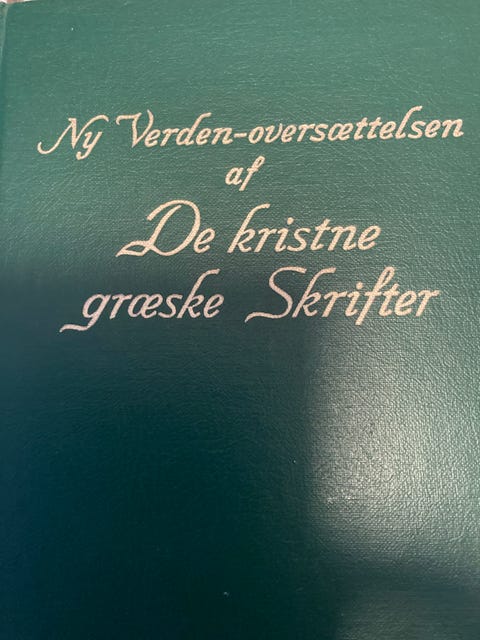 Ny Verden-oversættelsen
af
De kristne
græske Skrifter